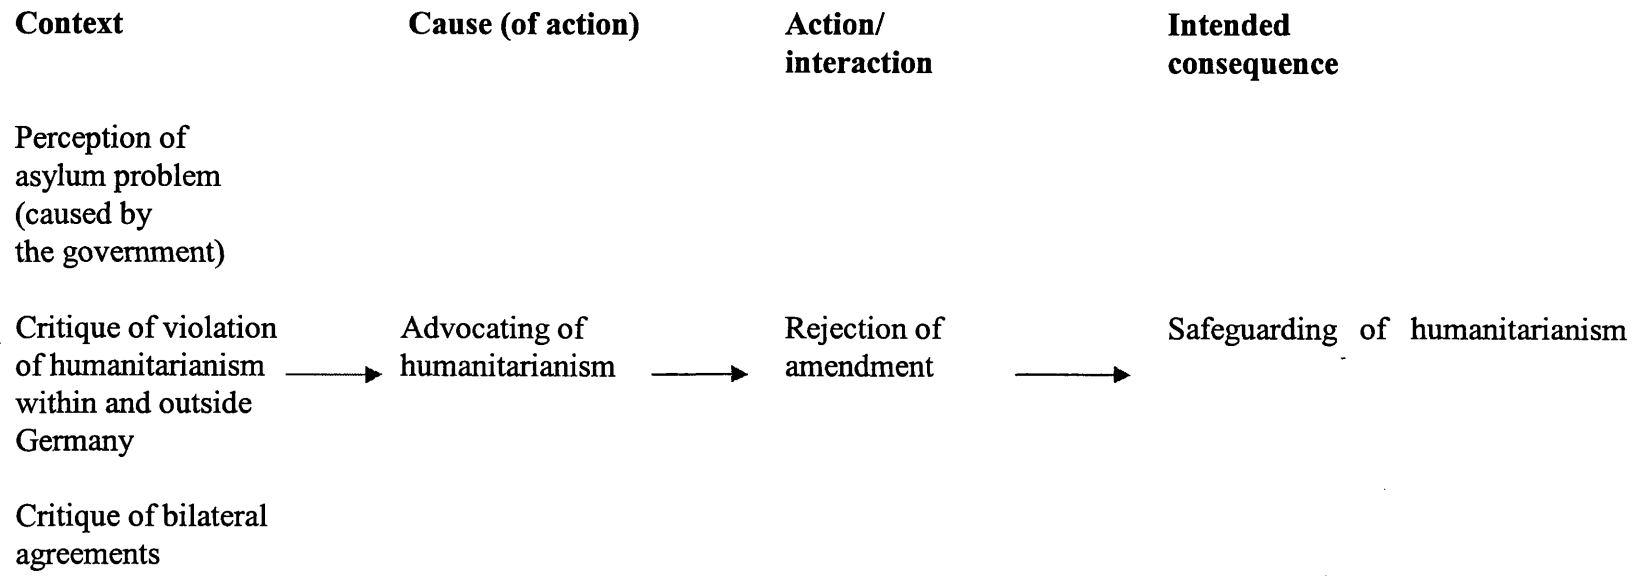 Context
Cause (of action)
Action/
interaction
Intended
consequence
Perception of
asylum problem
(caused by
the government)
Critique of violation
of humanitarianism
within and outside
Germany
Advocating of
humanitarianism
Rejection of
amendment
Safeguarding of humanitarianism
Critique of bilateral
agreements